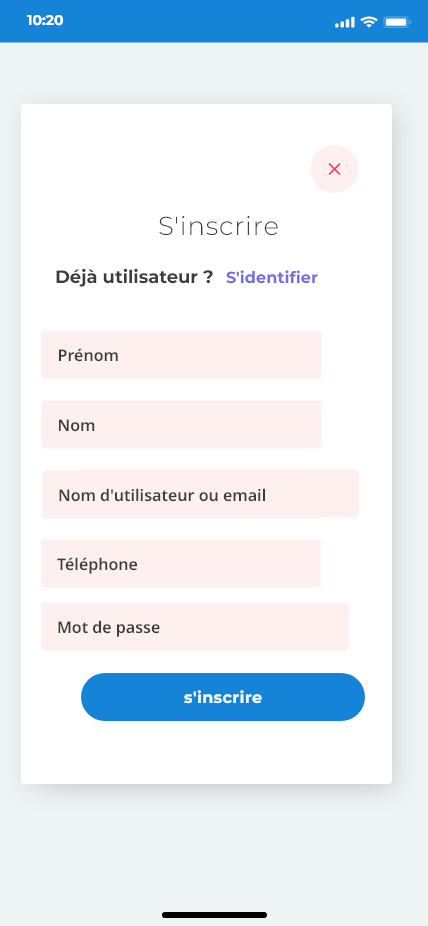 10:20
S'inscrire
Déjà utilisateur ? S'identifier
Prénom
Nom
Nom d'utilisateur ou email
Téléphone
Mot de passe
s'inscrire